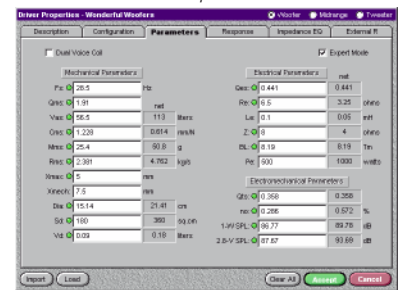 Driver Properties - Wonderful Woofers
Woofer Midrange Tweeter
Description Configuration Parameters Response Impedance EQ External R
Dual Voice Coil Expert Mode
Mechanical Parameters Electrical Parameters net
Fs: 28.5 Hz Qes: 0.441 0.441
Qms: 1.91 net Re: 6.5 3.25 ohms
Vas: 56.5 113 liters Le: 0.1 0.05 mH
Cms: 1.228 0.614 mm/N Z: 8 4 ohms
Mms: 25.4 50.8 g BL: 8.19 8.19 Tm
Rms: 2.381 4.762 kg/s Pe: 500 1000 watts
Xmax: 5 mm Electromechanical Parameters
Xmech: 7.5 mm Qts: 0.358 0.358
Dia: 15.14 21.41 cm no: 0.286 0.572 %
Sd: 180 360 sq.cm 1-W SPL: 86.77 89.78 dB
Vd: 0.09 0.18 liters 2.8-V SPL: 87.67 93.69 dB
Import Load Clear All Accept Cancel